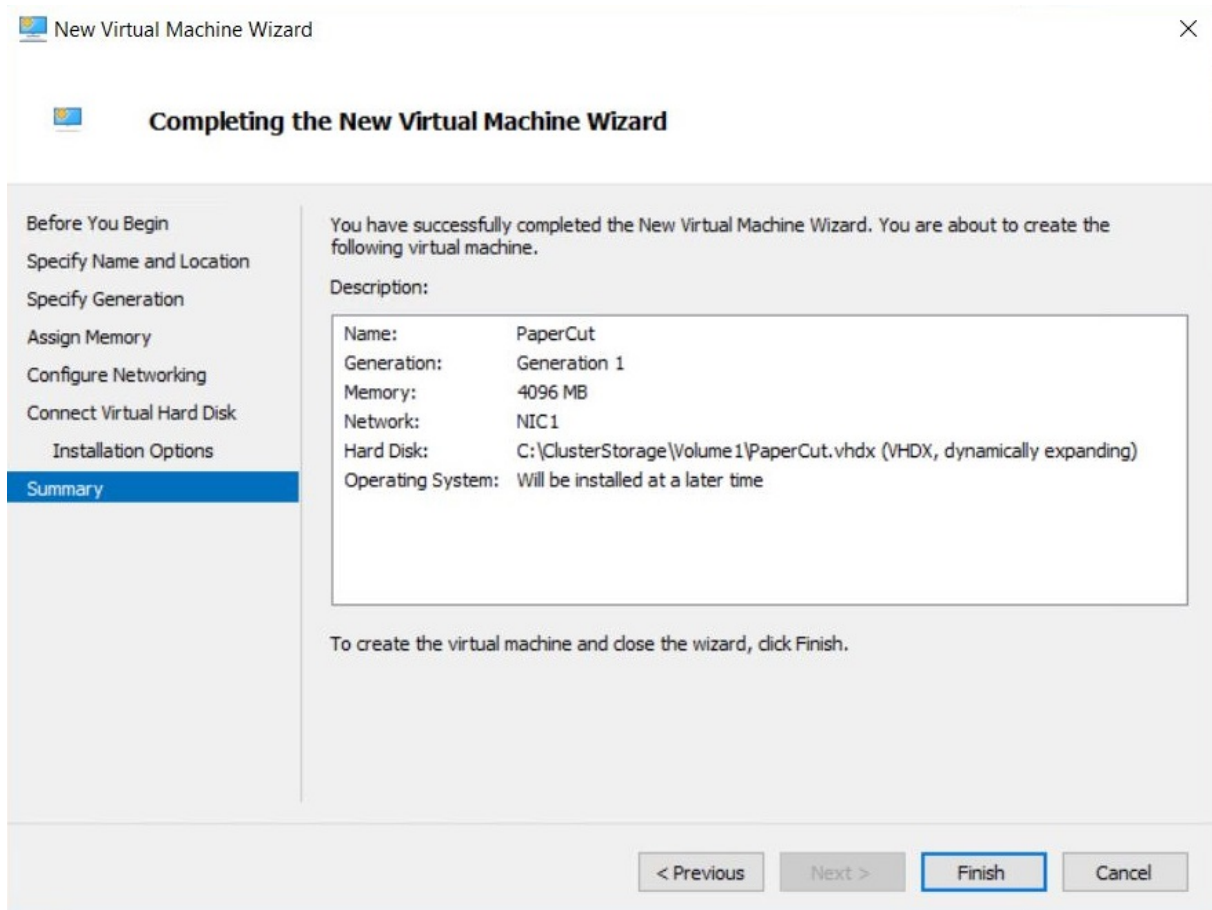 New Virtual Machine Wizard
Completing the New Virtual Machine Wizard
Before You Begin
Specify Name and Location
Specify Generation
Assign Memory
Configure Networking
Connect Virtual Hard Disk
Installation Options
Summary
You have successfully completed the New Virtual Machine Wizard. You are about to create the
following virtual machine.
Description:
Name: PaperCut
Generation: Generation 1
Memory: 4096 MB
Network: NIC1
Hard Disk: C:\ClusterStorage\Volume1\PaperCut.vhdx (VHDX, dynamically expanding)
Operating System: Will be installed at a later time
To create the virtual machine and close the wizard, click Finish.
< Previous Next > Finish Cancel